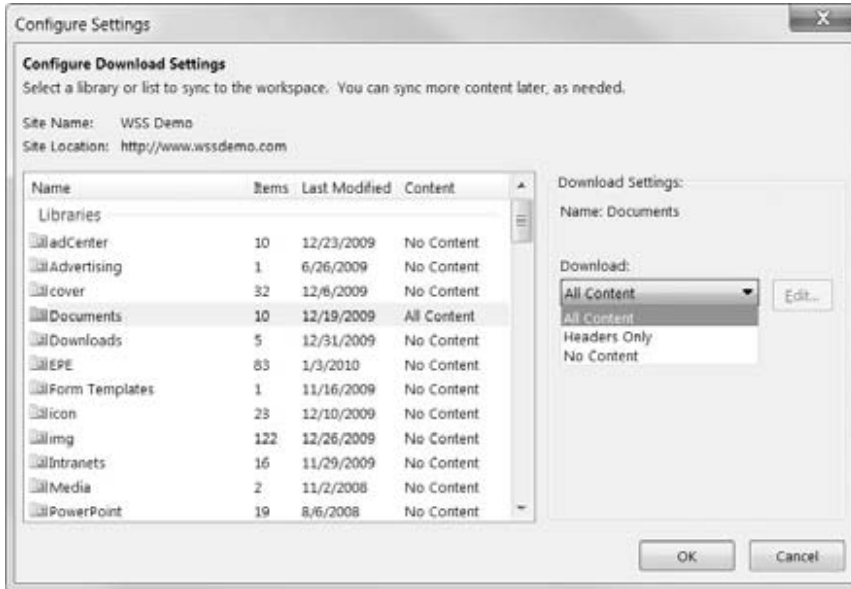 Configure Settings
X
Configure Download Settings
Select a library or list to sync to the workspace. You can sync more content later, as needed.
Site Name: WSS Demo
Site Location: http://www.wssdemo.com
Name Items Last Modified Content
Libraries
adCenter 10 12/23/2009 No Content
Advertising 1 6/26/2009 No Content
cover 32 12/6/2009 No Content
Documents 10 12/19/2009 All Content
Downloads 5 12/31/2009 No Content
EPE 83 1/3/2010 No Content
Form Templates 1 11/16/2009 No Content
icon 23 12/10/2009 No Content
img 122 12/26/2009 No Content
Intranets 16 11/29/2009 No Content
Media 2 11/2/2008 No Content
PowerPoint 19 8/6/2008 No Content
Download Settings:
Name: Documents
Download:
All Content Edit...
All Content
Headers Only
No Content
OK Cancel